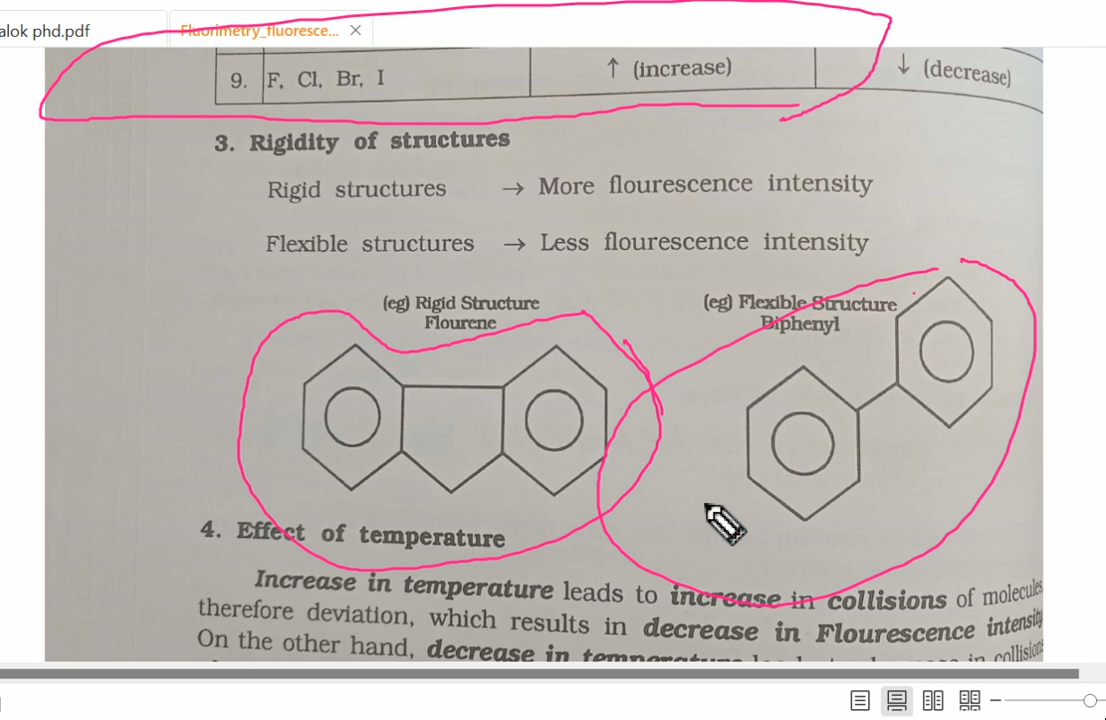 alok phd.pdf
Fluorimetry_fluoresce...
9. F, Cl, Br, I ↑ (increase) ↓ (decrease)
3. Rigidity of structures
Rigid structures → More flourescence intensity
Flexible structures → Less flourescence intensity
(eg) Rigid Structure
Flourene
(eg) Flexible Structure
Biphenyl
4. Effect of temperature
Increase in temperature leads to increase in collisions of molecules
therefore deviation, which results in decrease in Flourescence intensity
On the other hand, decrease in temperature in collision